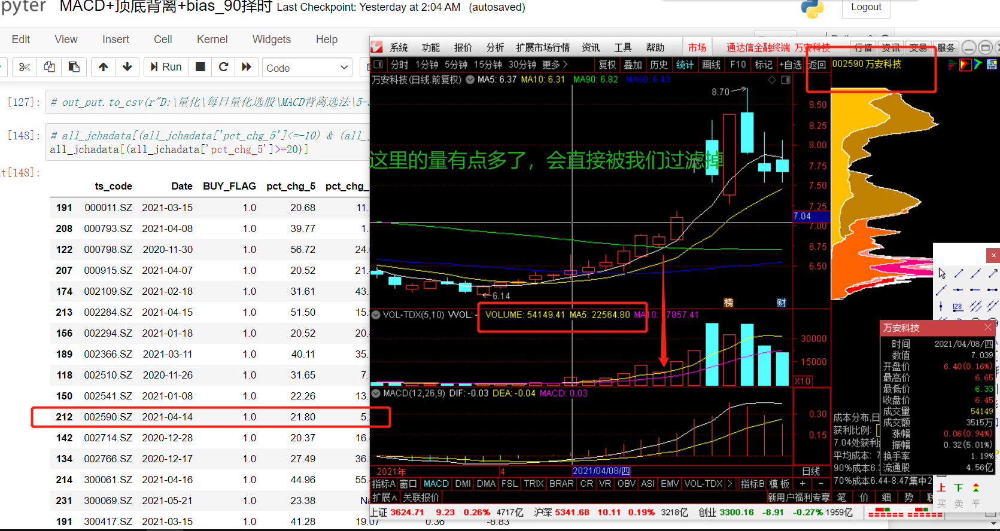 pyter MACD+顶底背离+bias_90择时 Last Checkpoint: Yesterday at 2:04 AM (autosaved)
Logout
Edit View Insert Cell Kernel Widgets Help
Run Code
[127]: # out_put.to_csv(r"D:\量化\每日量化选股\MACD背离选法\5-
[148]: # all_jchadata[(all_jchadata['pct_chg_5']<=-10) & (all_
all_jchadata[(all_jchadata['pct_chg_5']>=20)]
t[148]:
ts_code Date BUY_FLAG pct_chg_5 pct_chg_
191 000011.SZ 2021-03-15 1.0 20.68 11.
208 000793.SZ 2021-04-08 1.0 39.77 1.
122 000798.SZ 2020-11-30 1.0 56.72 24.
207 000915.SZ 2021-04-07 1.0 20.52 21.
174 002109.SZ 2021-02-18 1.0 31.61 43.
213 002284.SZ 2021-04-15 1.0 51.50 15.
156 002294.SZ 2021-01-18 1.0 20.52 20.
189 002366.SZ 2021-03-11 1.0 40.11 35.
118 002510.SZ 2020-11-26 1.0 31.65 7.
150 002541.SZ 2021-01-08 1.0 22.26 13.
212 002590.SZ 2021-04-14 1.0 21.80 5.
142 002714.SZ 2020-12-28 1.0 20.37 16.
134 002766.SZ 2020-12-17 1.0 27.49 36.
214 300061.SZ 2021-04-16 1.0 44.96 55.
231 300069.SZ 2021-05-21 1.0 23.38 Na
191 300417.SZ 2021-03-15 1.0 41.28 19.07 0.36 -8.83
系统 功能 报价 分析 扩展市场行情 资讯 工具 帮助 市场 通达信金融终端 万安科技 行情 资讯 交易 服务
分时 1分钟 5分钟 15分钟 30分钟 更多 > 复权 叠加 历史 统计 画线 F10 标记 +自选 返回 002590 万安科技
万安科技(日线.前复权) MA5: 6.37 MA10: 6.31 MA90: 6.82 MA60: 6.43
8.70
8.50
8.25
8.00
这里的量有点多了，会直接被我们过滤掉
7.75
7.50
7.25
7.04
7.00
6.75
6.50
6.14
榜 财
VOL-TDX(5,10) VVOL: - VOLUME: 54149.41 MA5: 22564.80 MA10: 7857.41
30000
15000
X10
MACD(12,26,9) DIF: -0.03 DEA: -0.04 MACD: 0.03
0.30
0.15
2021年 4 2021/04/08/四 日线
指标A 窗口 MACD DMI DMA FSL TRIX BRAR CR VR OBV ASI EMV VOL-TDX > 指标B 模板 + −
扩展∧ 关联报价 新用户福利专享 笔 价 细 势 联
上证 3624.71 9.23 0.26% 4717亿 沪深 5341.68 10.11 0.19% 3218亿 创业 3300.16 -8.91 -0.27% 1959亿
123
万安科技
时间 2021/04/08/四
数值 7.039
开盘价 6.40(0.16%)
最高价 6.65
最低价 6.33
收盘价 6.45
成交量 54149
成交额 3515万
涨幅 0.06(0.94%)
振幅 0.32(5.01%)
换手率 1.19%
流通股 4.56亿
成本分布,日
获利比例:
7.04处获利
平均成本: 7
90%成本6.
70%成本6.44-8.47集中2
上 下
买 卖 平